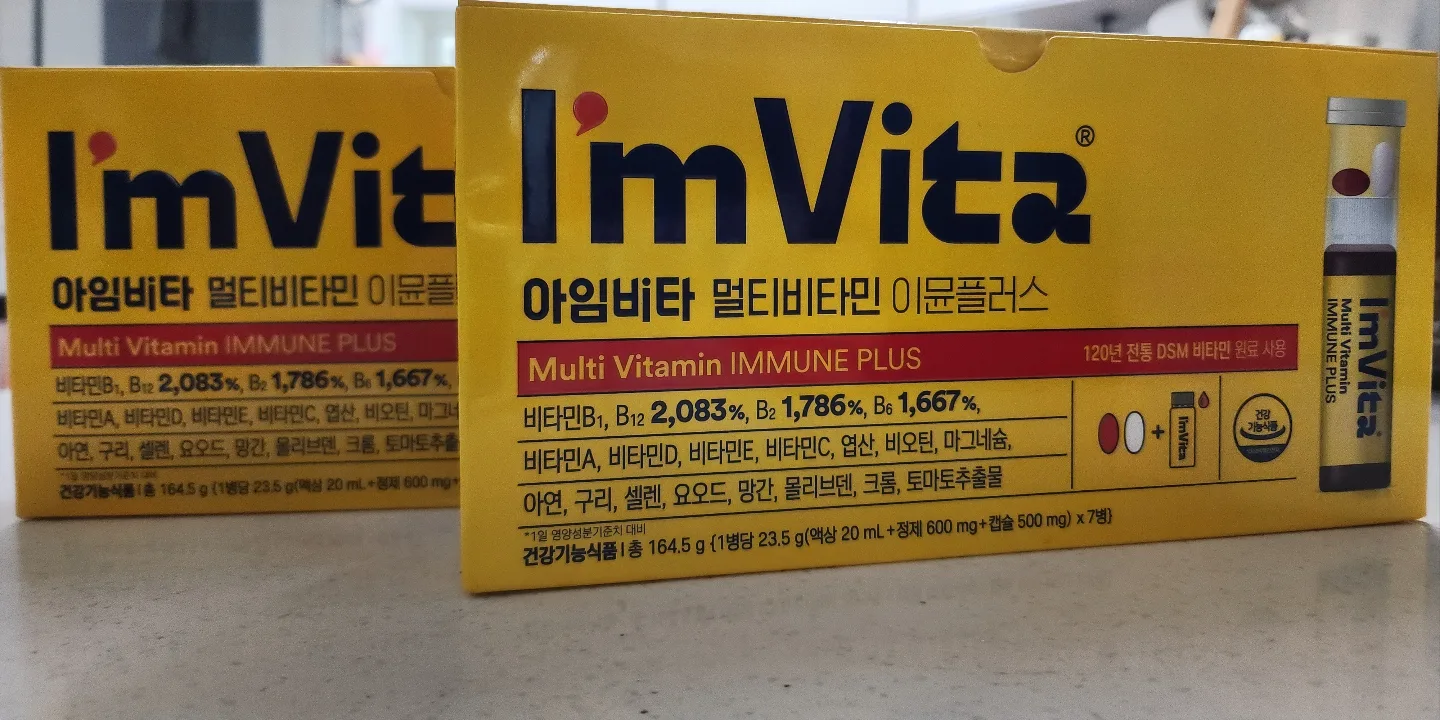 I'mVita
아임비타 멀티비타민 이뮨플
Multi Vitamin IMMUNE PLUS
비타민B₁, B₁₂ 2,083%, B₂ 1,786%, B₆ 1,667%,
비타민A, 비타민D, 비타민E, 비타민C, 엽산, 비오틴, 마그네
아연, 구리, 셀렌, 요오드, 망간, 몰리브덴, 크롬, 토마토추출
*1일 영양성분기준치 대비
건강기능식품 | 총 164.5 g {1병당 23.5 g(액상 20 mL+정제 600 mg+
I'mVita®
아임비타 멀티비타민 이뮨플러스
Multi Vitamin IMMUNE PLUS
120년 전통 DSM 비타민 원료 사용
비타민B₁, B₁₂ 2,083%, B₂ 1,786%, B₆ 1,667%,
비타민A, 비타민D, 비타민E, 비타민C, 엽산, 비오틴, 마그네슘,
아연, 구리, 셀렌, 요오드, 망간, 몰리브덴, 크롬, 토마토추출물
*1일 영양성분기준치 대비
건강기능식품 | 총 164.5 g {1병당 23.5 g(액상 20 mL+정제 600 mg+캡슐 500 mg) x 7병}
+
I'mVita
건강
기능식품
I'mVita
Multi Vitamin
IMMUNE PLUS